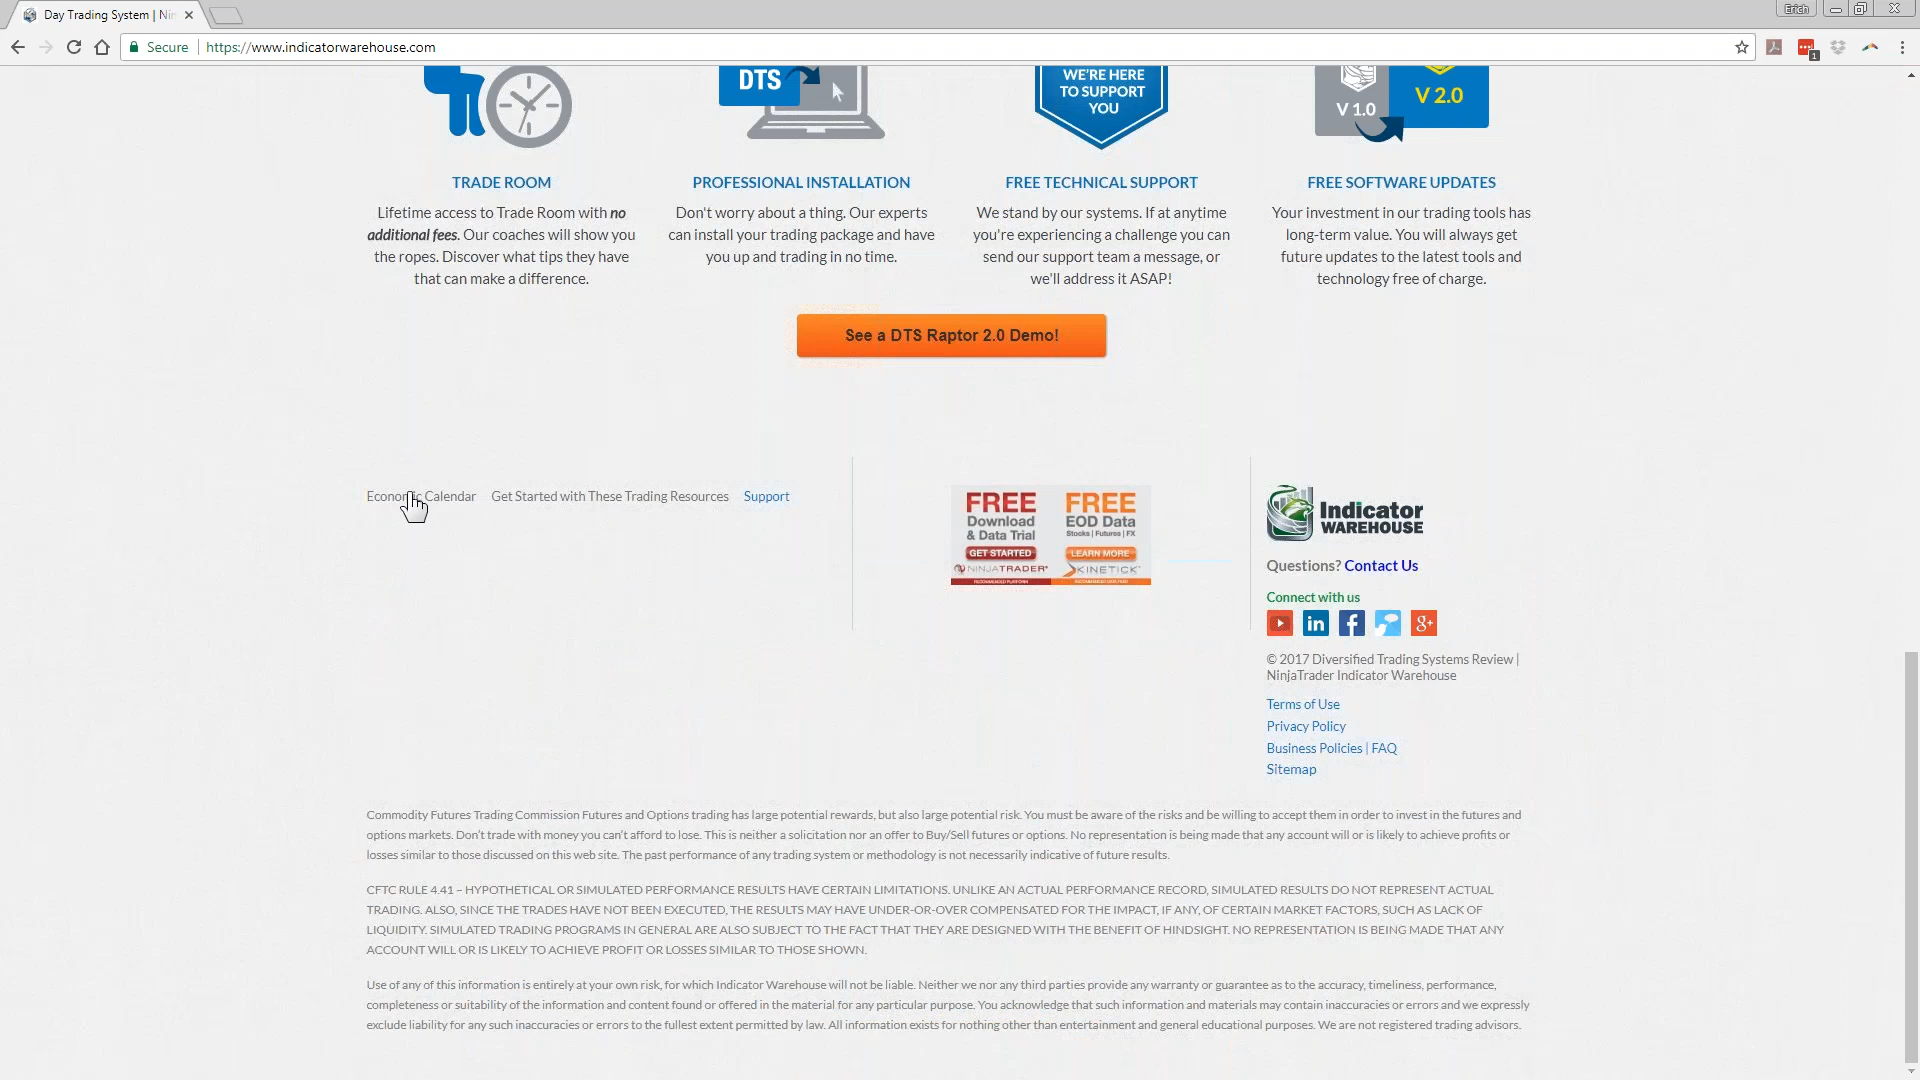 Day Trading System | Nin
Erich
Secure
https://www.indicatorwarehouse.com
1
DTS
WE'RE HERE
TO SUPPORT
YOU
V 1.0
V 2.0
TRADE ROOM
Lifetime access to Trade Room with no
additional fees. Our coaches will show you
the ropes. Discover what tips they have
that can make a difference.
PROFESSIONAL INSTALLATION
Don't worry about a thing. Our experts
can install your trading package and have
you up and trading in no time.
FREE TECHNICAL SUPPORT
We stand by our systems. If at anytime
you're experiencing a challenge you can
send our support team a message, or
we'll address it ASAP!
FREE SOFTWARE UPDATES
Your investment in our trading tools has
long-term value. You will always get
future updates to the latest tools and
technology free of charge.
See a DTS Raptor 2.0 Demo!
Economic Calendar Get Started with These Trading Resources Support
FREE
Download
& Data Trial
GET STARTED
NINJATRADER
RECOMMENDED PLATFORM
FREE
EOD Data
Stocks | Futures | FX
LEARN MORE
KINETICK
RECOMMENDED DATA FEED
Indicator
WAREHOUSE
Questions? Contact Us
Connect with us
in
f
g+
© 2017 Diversified Trading Systems Review |
NinjaTrader Indicator Warehouse
Terms of Use
Privacy Policy
Business Policies | FAQ
Sitemap
Commodity Futures Trading Commission Futures and Options trading has large potential rewards, but also large potential risk. You must be aware of the risks and be willing to accept them in order to invest in the futures and
options markets. Don't trade with money you can't afford to lose. This is neither a solicitation nor an offer to Buy/Sell futures or options. No representation is being made that any account will or is likely to achieve profits or
losses similar to those discussed on this web site. The past performance of any trading system or methodology is not necessarily indicative of future results.
CFTC RULE 4.41 – HYPOTHETICAL OR SIMULATED PERFORMANCE RESULTS HAVE CERTAIN LIMITATIONS. UNLIKE AN ACTUAL PERFORMANCE RECORD, SIMULATED RESULTS DO NOT REPRESENT ACTUAL
TRADING. ALSO, SINCE THE TRADES HAVE NOT BEEN EXECUTED, THE RESULTS MAY HAVE UNDER-OR-OVER COMPENSATED FOR THE IMPACT, IF ANY, OF CERTAIN MARKET FACTORS, SUCH AS LACK OF
LIQUIDITY. SIMULATED TRADING PROGRAMS IN GENERAL ARE ALSO SUBJECT TO THE FACT THAT THEY ARE DESIGNED WITH THE BENEFIT OF HINDSIGHT. NO REPRESENTATION IS BEING MADE THAT ANY
ACCOUNT WILL OR IS LIKELY TO ACHIEVE PROFIT OR LOSSES SIMILAR TO THOSE SHOWN.
Use of any of this information is entirely at your own risk, for which Indicator Warehouse will not be liable. Neither we nor any third parties provide any warranty or guarantee as to the accuracy, timeliness, performance,
completeness or suitability of the information and content found or offered in the material for any particular purpose. You acknowledge that such information and materials may contain inaccuracies or errors and we expressly
exclude liability for any such inaccuracies or errors to the fullest extent permitted by law. All information exists for nothing other than entertainment and general educational purposes. We are not registered trading advisors.